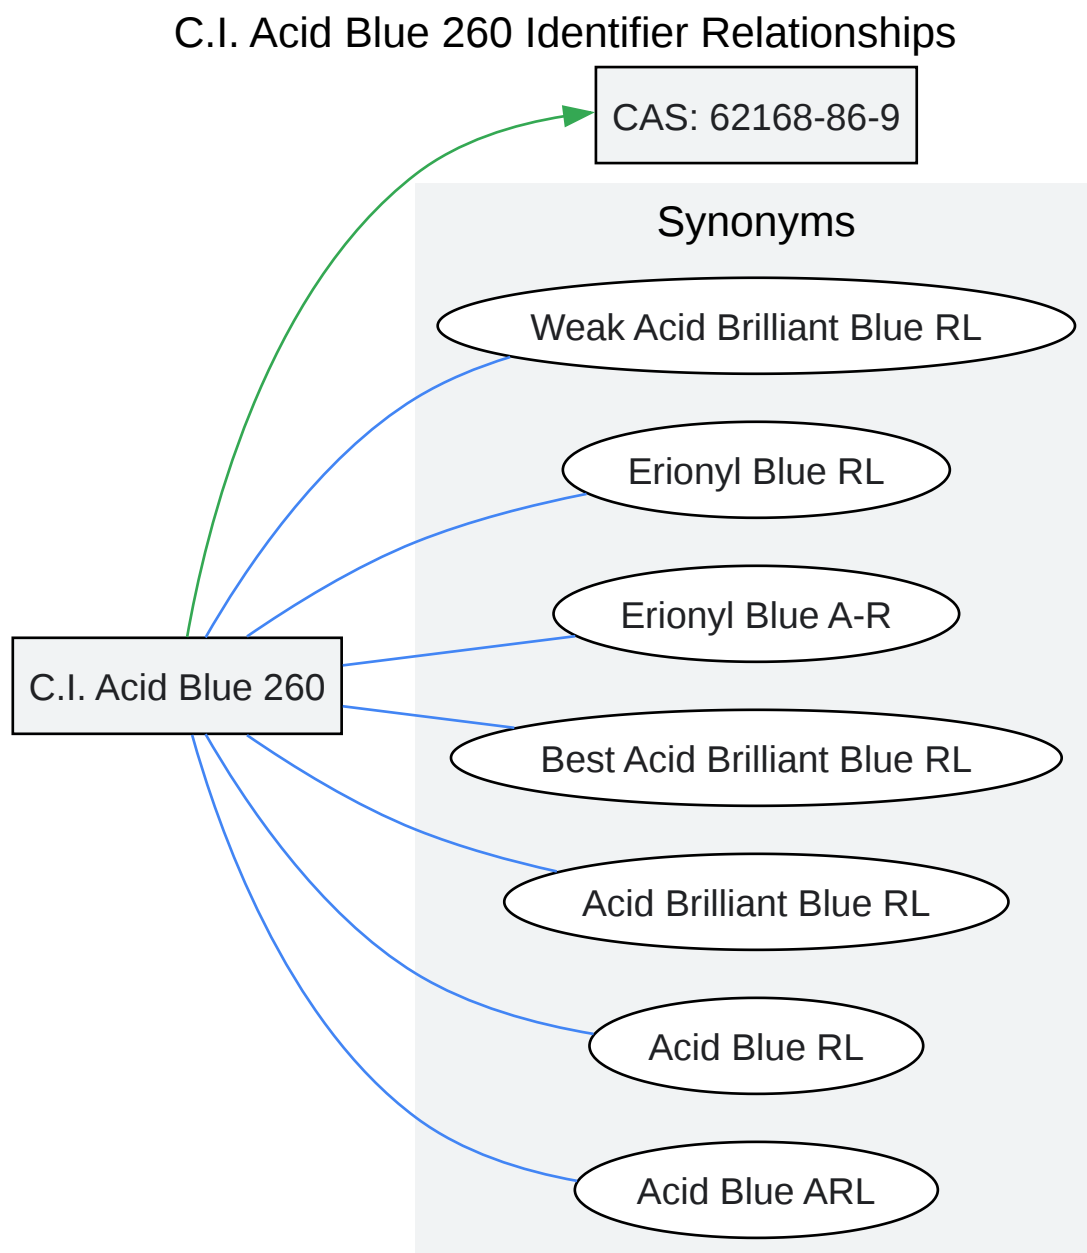 C.I. Acid Blue 260 Identifier Relationships
CAS: 62168-86-9
Synonyms
Weak Acid Brilliant Blue RL
Erionyl Blue RL
Erionyl Blue A-R
C.I. Acid Blue 260
Best Acid Brilliant Blue RL
Acid Brilliant Blue RL
Acid Blue RL
Acid Blue ARL